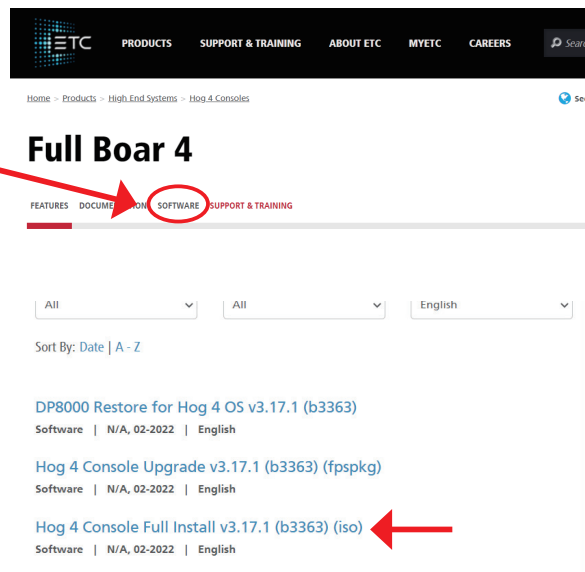 ETC PRODUCTS SUPPORT & TRAINING ABOUT ETC MYETC CAREERS
Home > Products > High End Systems > Hog 4 Consoles
Full Boar 4
FEATURES SOFTWARE SUPPORT & TRAINING
All All English
Sort By: Date | A - Z
DP8000 Restore for Hog 4 OS v3.17.1 (b3363)
Software | N/A, 02-2022 | English
Hog 4 Console Upgrade v3.17.1 (b3363) (fpspkg)
Software | N/A, 02-2022 | English
Hog 4 Console Full Install v3.17.1 (b3363) (iso)
Software | N/A, 02-2022 | English